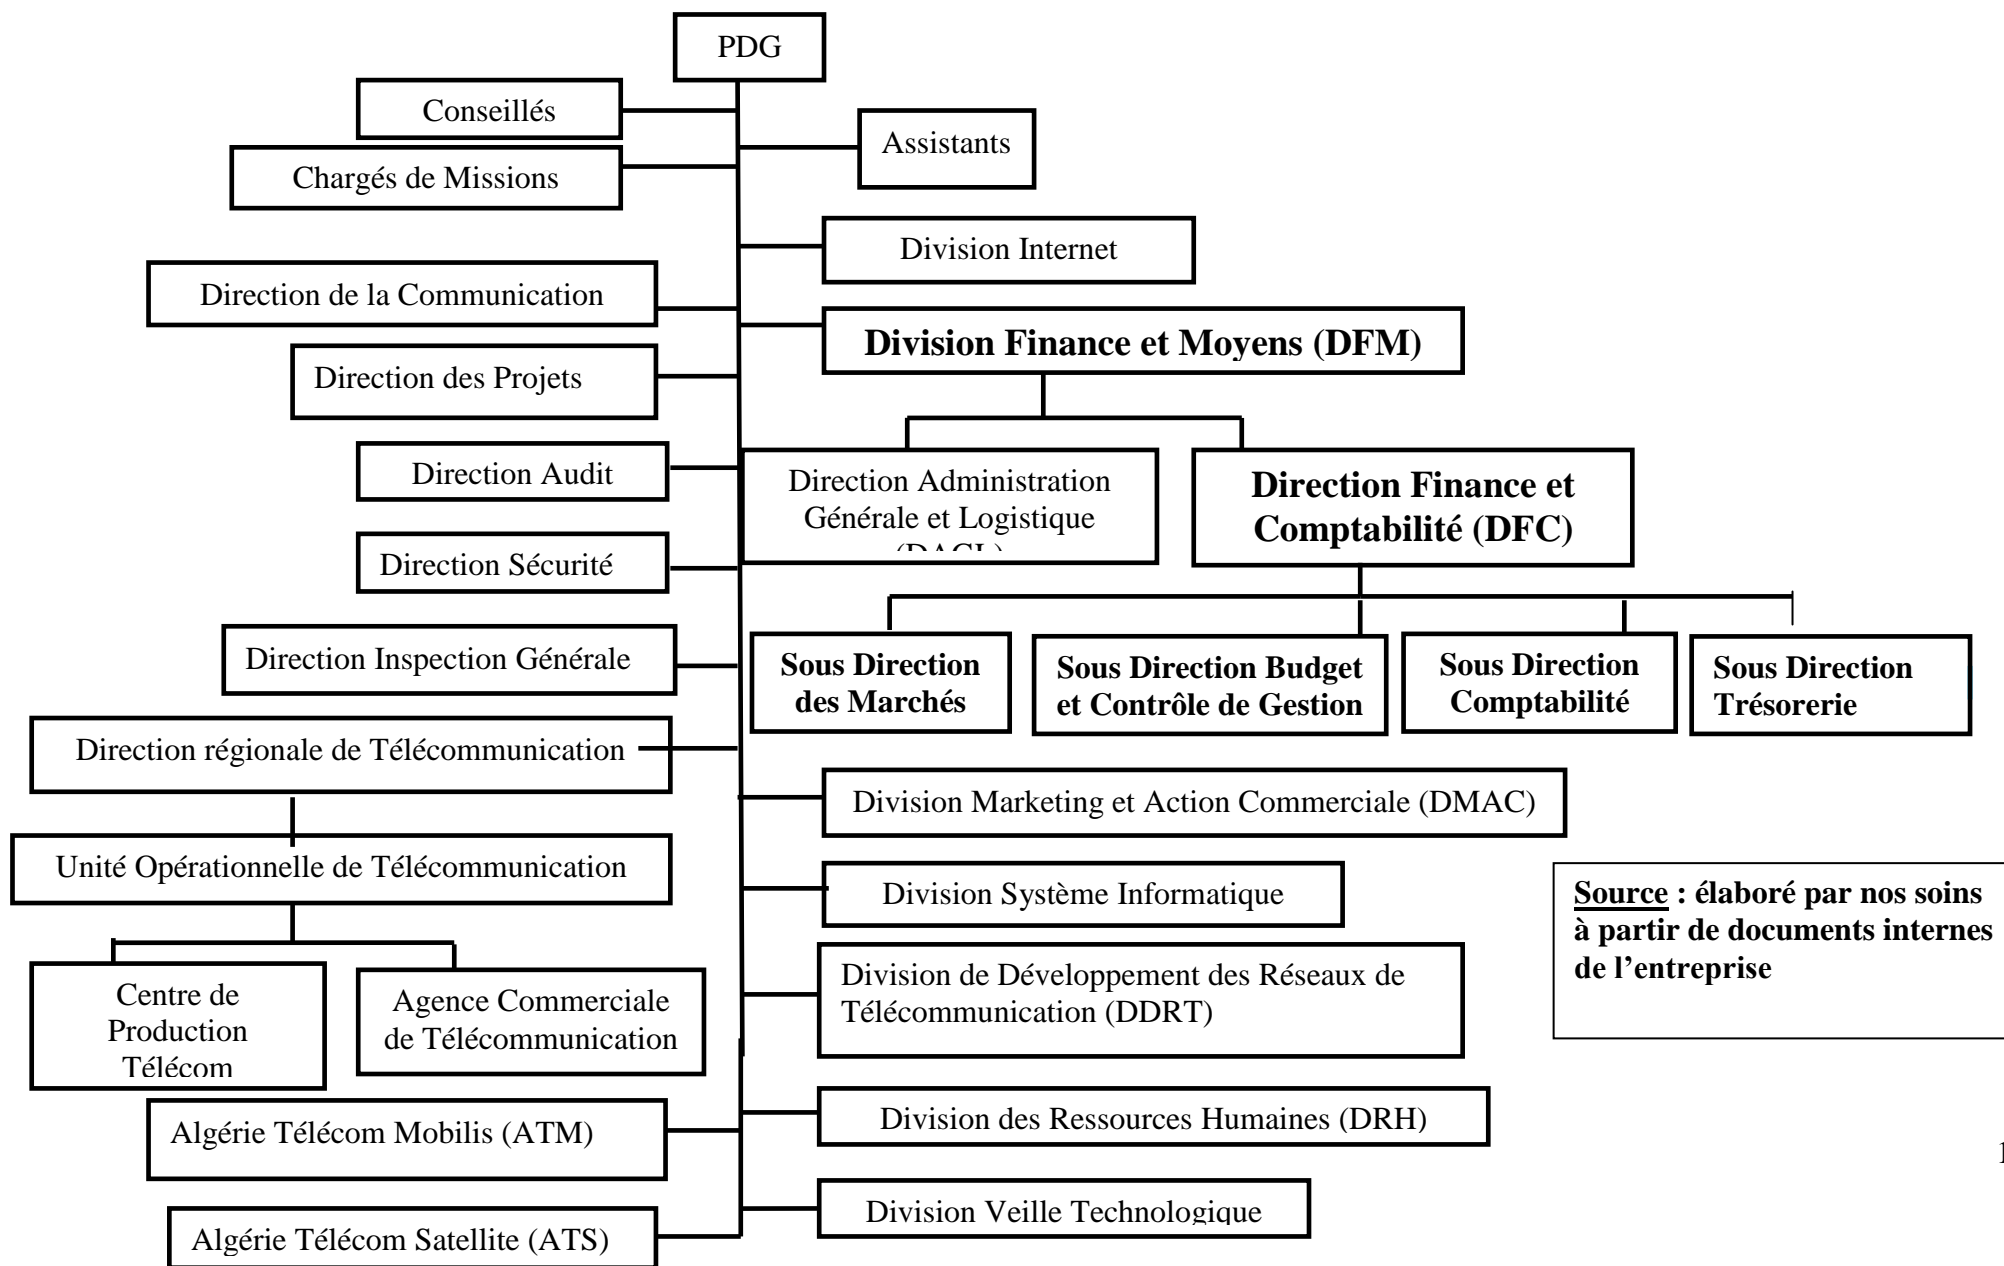 PDG
Conseillés
Assistants
Chargés de Missions
Division Internet
Direction de la Communication
Division Finance et Moyens (DFM)
Direction des Projets
Direction Audit
Direction Administration
Générale et Logistique
(DAGL)
Direction Finance et
Comptabilité (DFC)
Direction Sécurité
Direction Inspection Générale
Sous Direction
des Marchés
Sous Direction Budget
et Contrôle de Gestion
Sous Direction
Comptabilité
Sous Direction
Trésorerie
Direction régionale de Télécommunication
Division Marketing et Action Commerciale (DMAC)
Unité Opérationnelle de Télécommunication
Division Système Informatique
Source : élaboré par nos soins
à partir de documents internes
de l’entreprise
Centre de
Production
Télécom
Agence Commerciale
de Télécommunication
Division de Développement des Réseaux de
Télécommunication (DDRT)
Algérie Télécom Mobilis (ATM)
Division des Ressources Humaines (DRH)
1
Division Veille Technologique
Algérie Télécom Satellite (ATS)